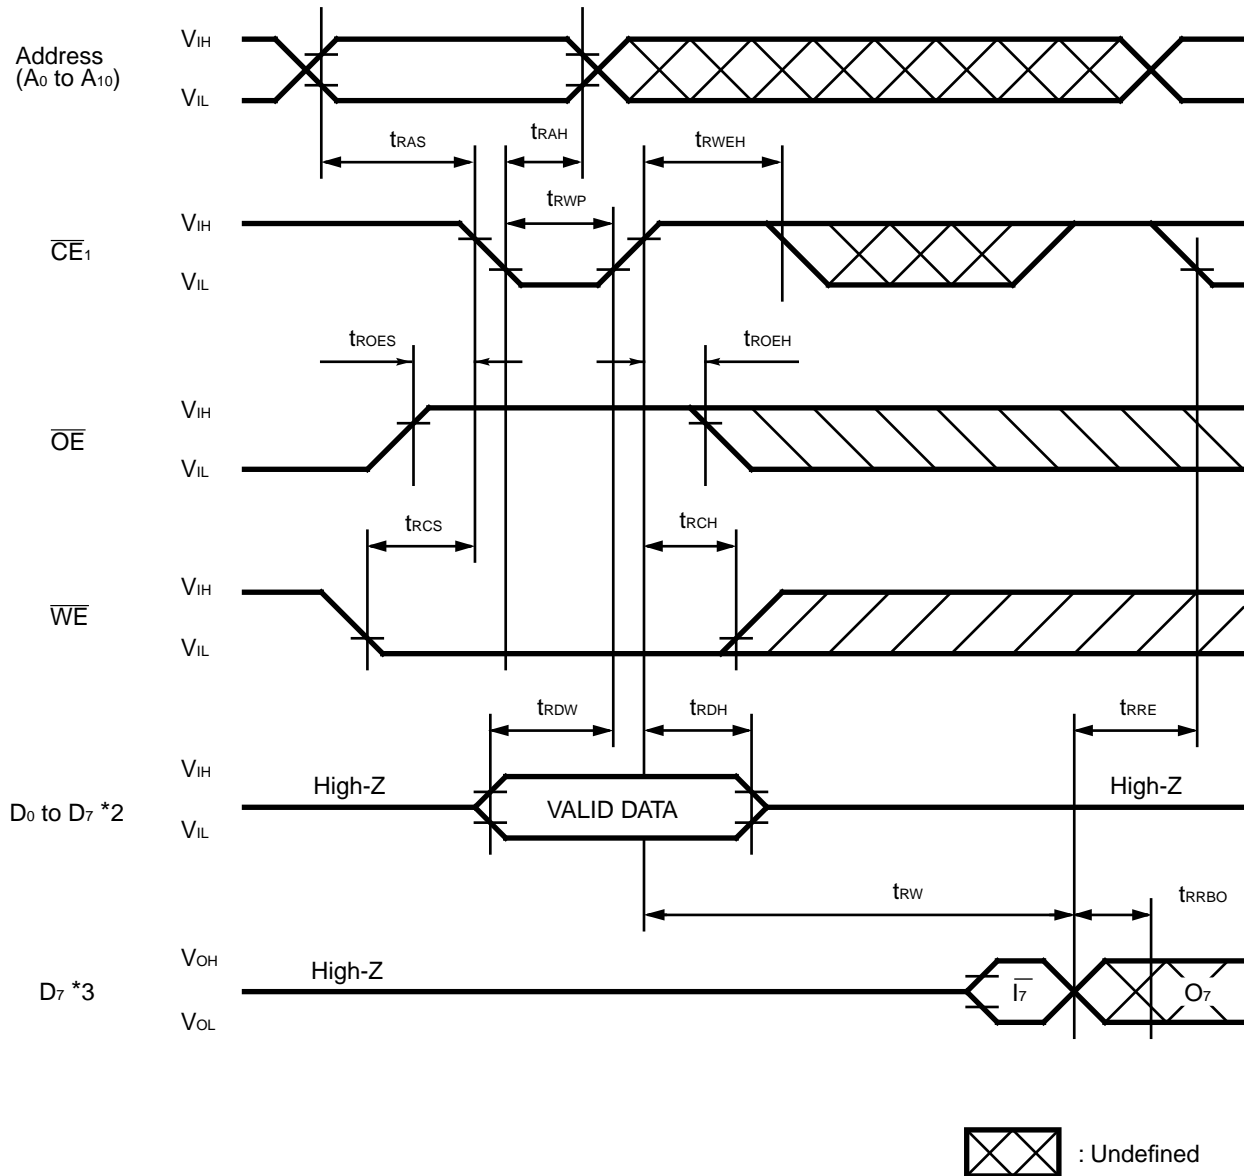 Address
(A0 to A10)
VIH
VIL
tRAS
tRAH
tRWEH
tRWP
CE1
VIH
VIL
tROES
tROEH
OE
VIH
VIL
tRCS
tRCH
WE
VIH
VIL
tRDW
tRDH
tRRE
D0 to D7 *2
VIH
VIL
High-Z
VALID DATA
High-Z
tRW
tRRBO
D7 *3
VOH
VOL
High-Z
I7
O7
: Undefined